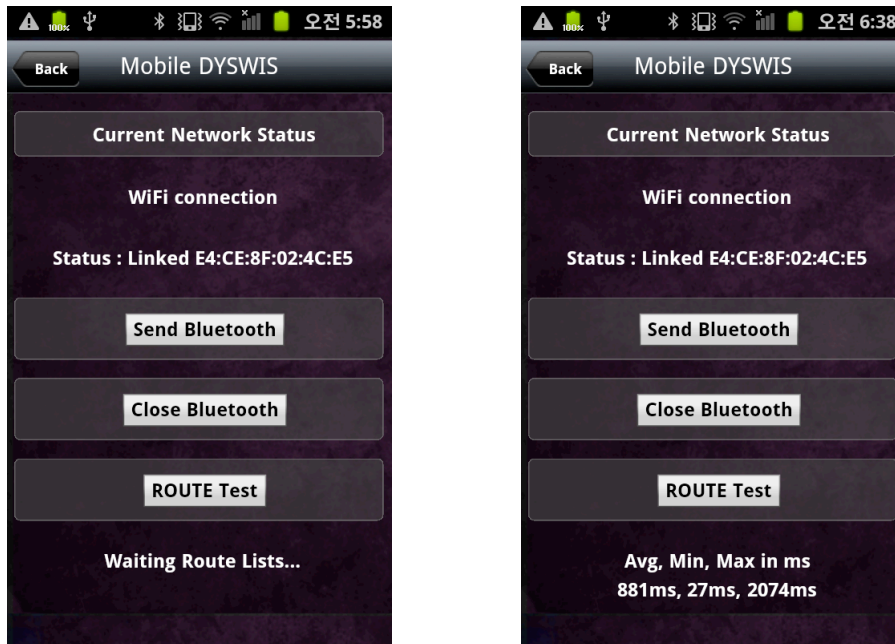 100%
오전 5:58
Back
Mobile DYSWIS
Current Network Status
WiFi connection
Status : Linked E4:CE:8F:02:4C:E5
Send Bluetooth
Close Bluetooth
ROUTE Test
Waiting Route Lists...
100%
오전 6:38
Back
Mobile DYSWIS
Current Network Status
WiFi connection
Status : Linked E4:CE:8F:02:4C:E5
Send Bluetooth
Close Bluetooth
ROUTE Test
Avg, Min, Max in ms
881ms, 27ms, 2074ms